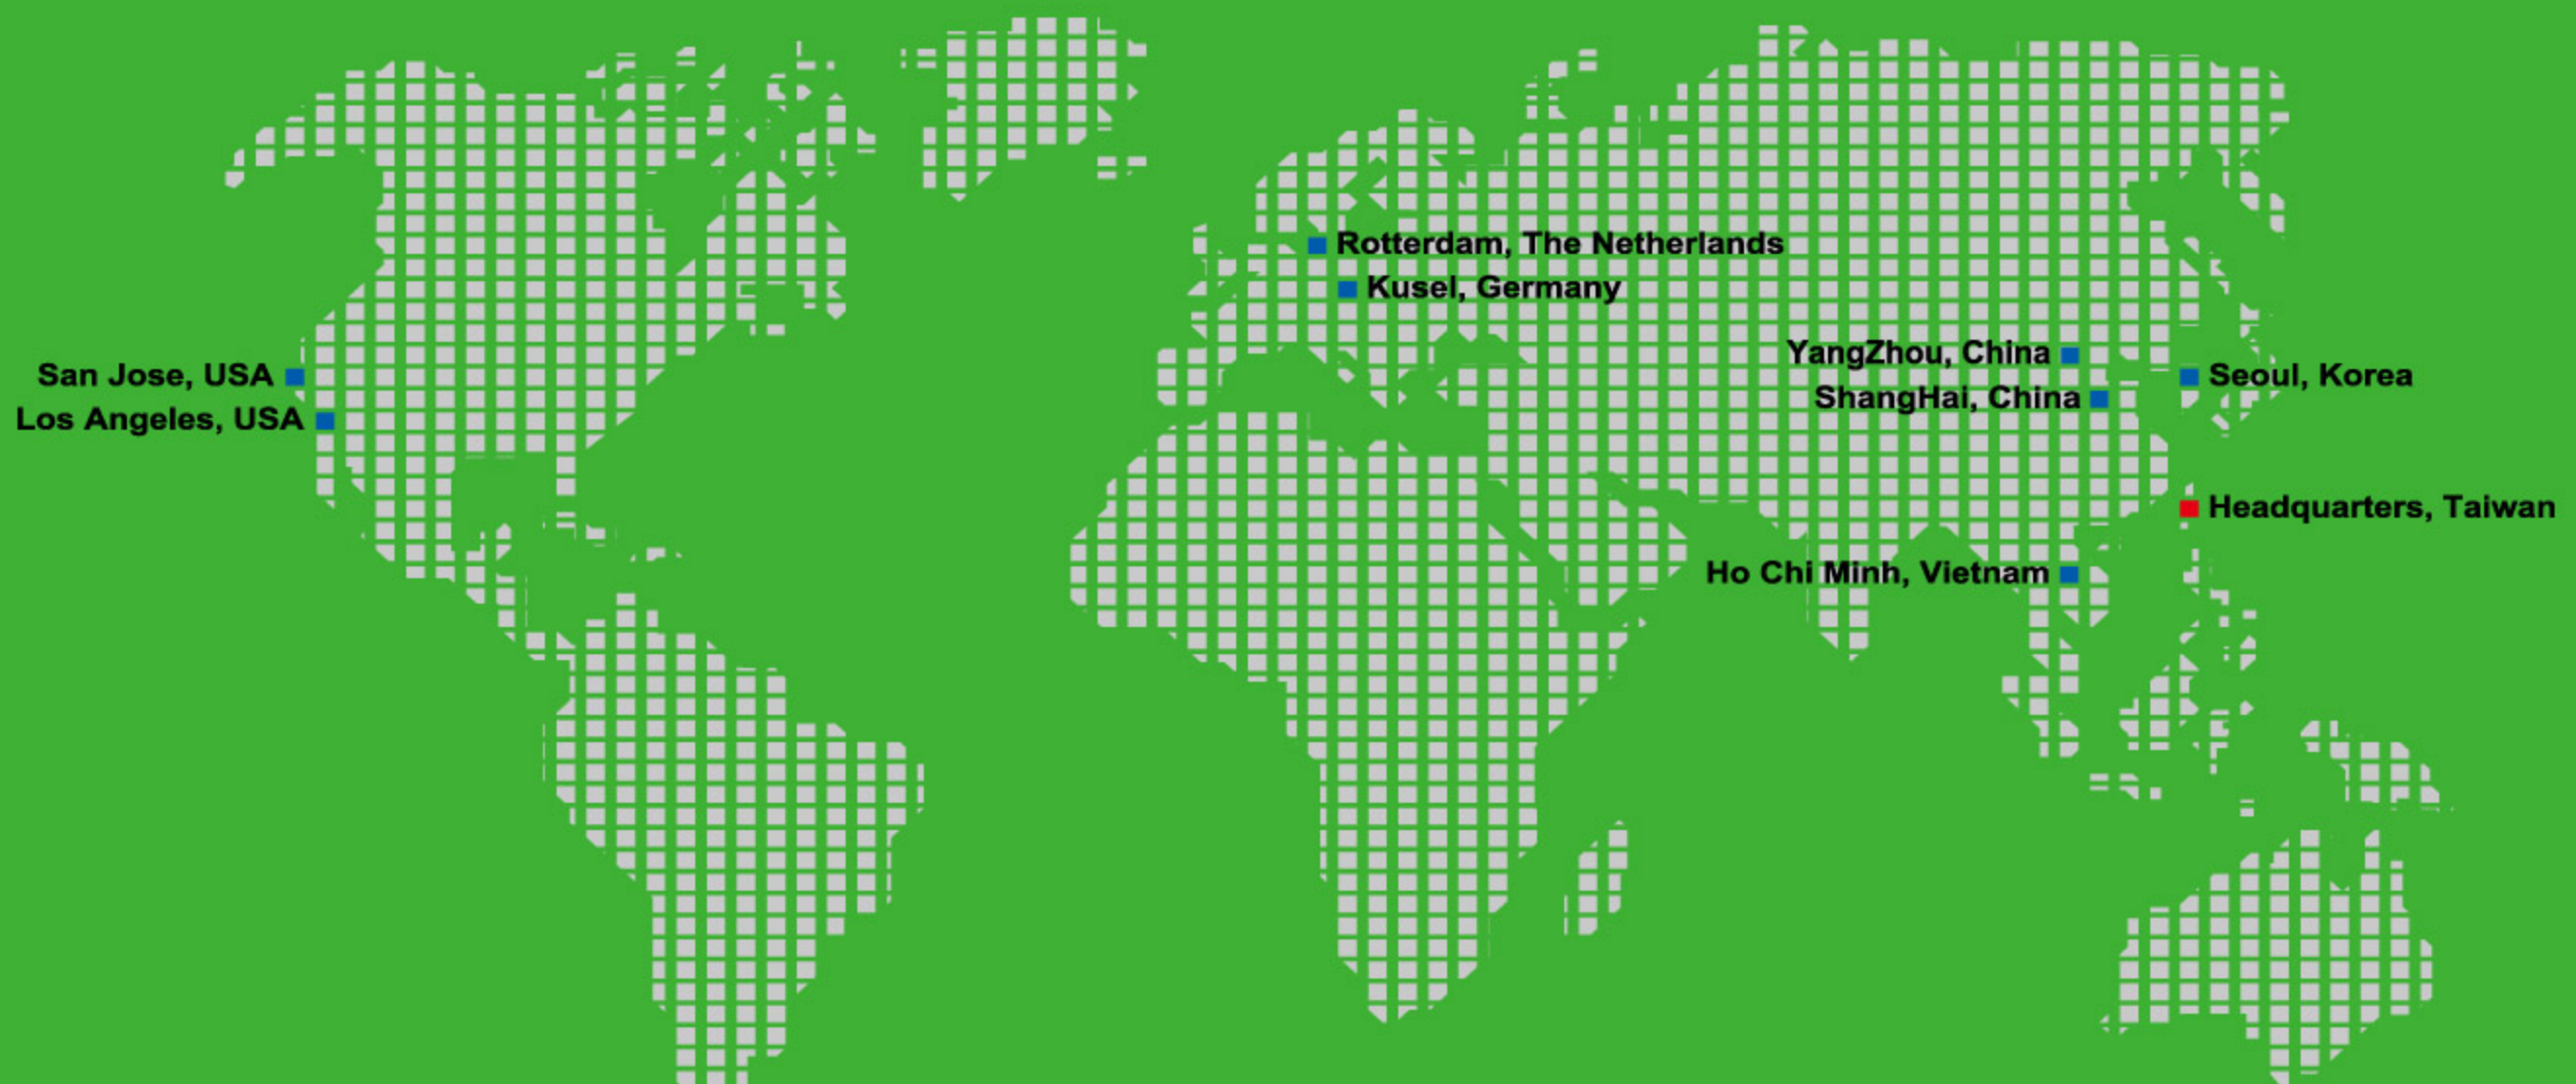 Rotterdam, The Netherlands
Kusel, Germany
YangZhou, China
San Jose, USA
Seoul, Korea
ShangHai, China
Los Angeles, USA
Headquarters, Taiwan
Ho Chi Minh, Vietnam